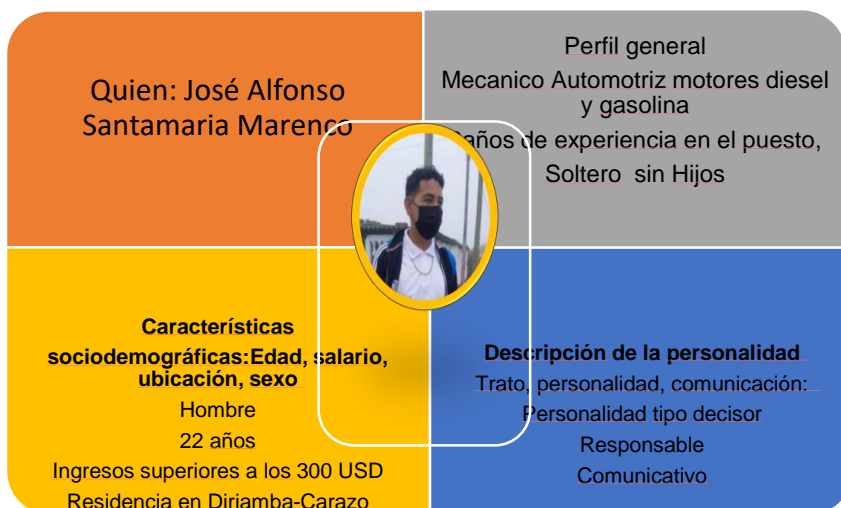 Quien: José Alfonso
Santamaria Marenco
Perfil general
Mecanico Automotriz motores diesel
y gasolina
años de experiencia en el puesto,
Soltero sin Hijos
Características
sociodemográficas:Edad, salario,
ubicación, sexo
Hombre
22 años
Ingresos superiores a los 300 USD
Residencia en Diriamba-Carazo
Descripción de la personalidad
Trato, personalidad, comunicación:
Personalidad tipo decisor
Responsable
Comunicativo